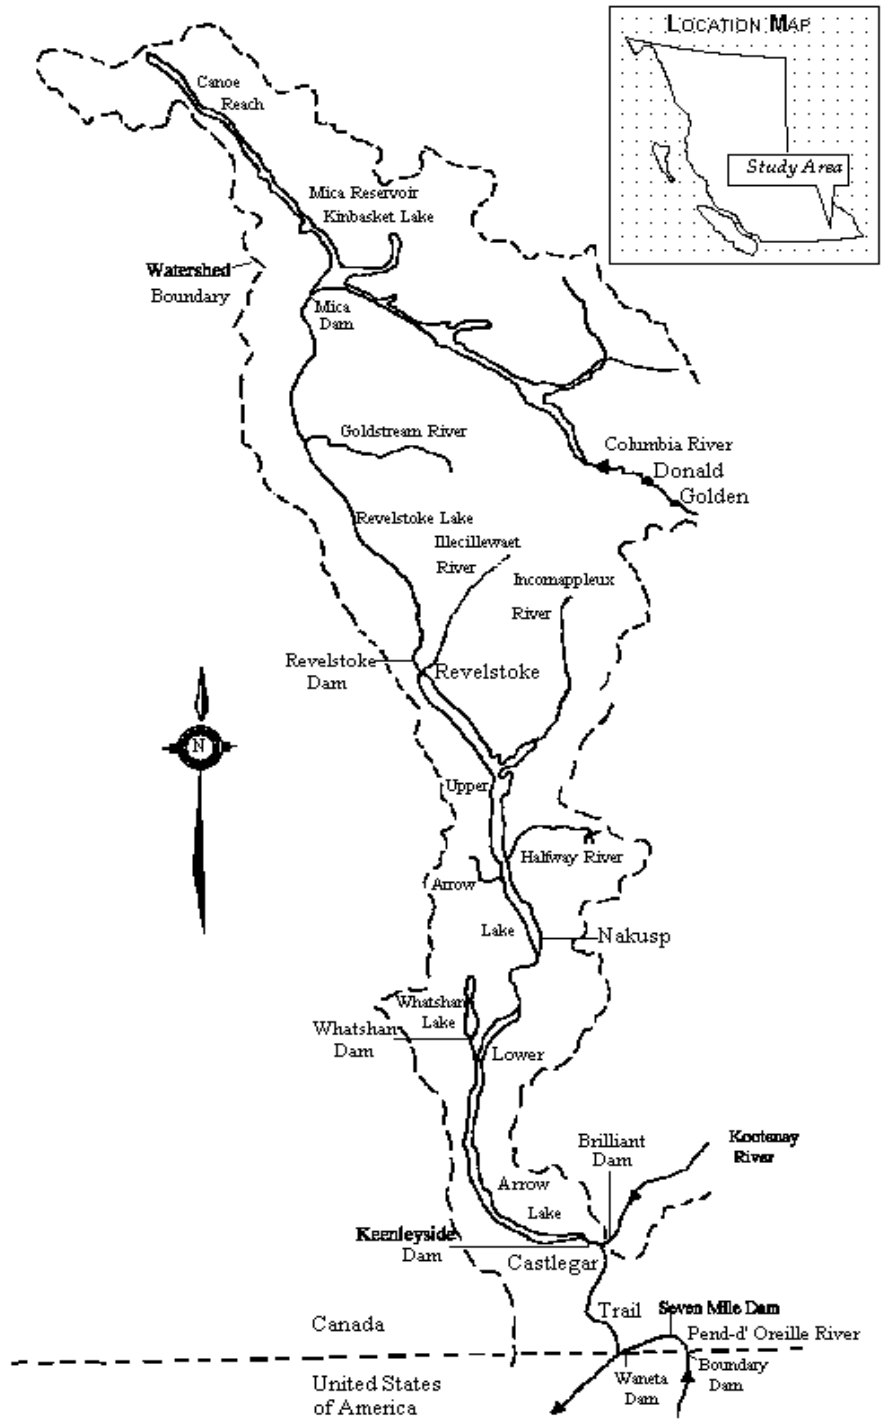 LOCATION MAP
Study Area
Canoe
Reach
Mica Reservoir
Kinbasket Lake
Watershed
Boundary
Mica
Dam
Goldstream River
Columbia River
Donald
Golden
Revelstoke Lake
Illecillewaet
River
Incomappleux
River
Revelstoke
Dam
Revelstoke
N
Upper
Halfway River
Arrow
Lake
Nakusp
Whatshan
Lake
Whatshan
Dam
Lower
Brilliant
Dam
Kootenay
River
Arrow
Lake
Keenleyside
Dam
Castlegar
Trail
Seven Mile Dam
Pend-d' Oreille River
Canada
Boundary
Dam
Waneta
Dam
United States
of America